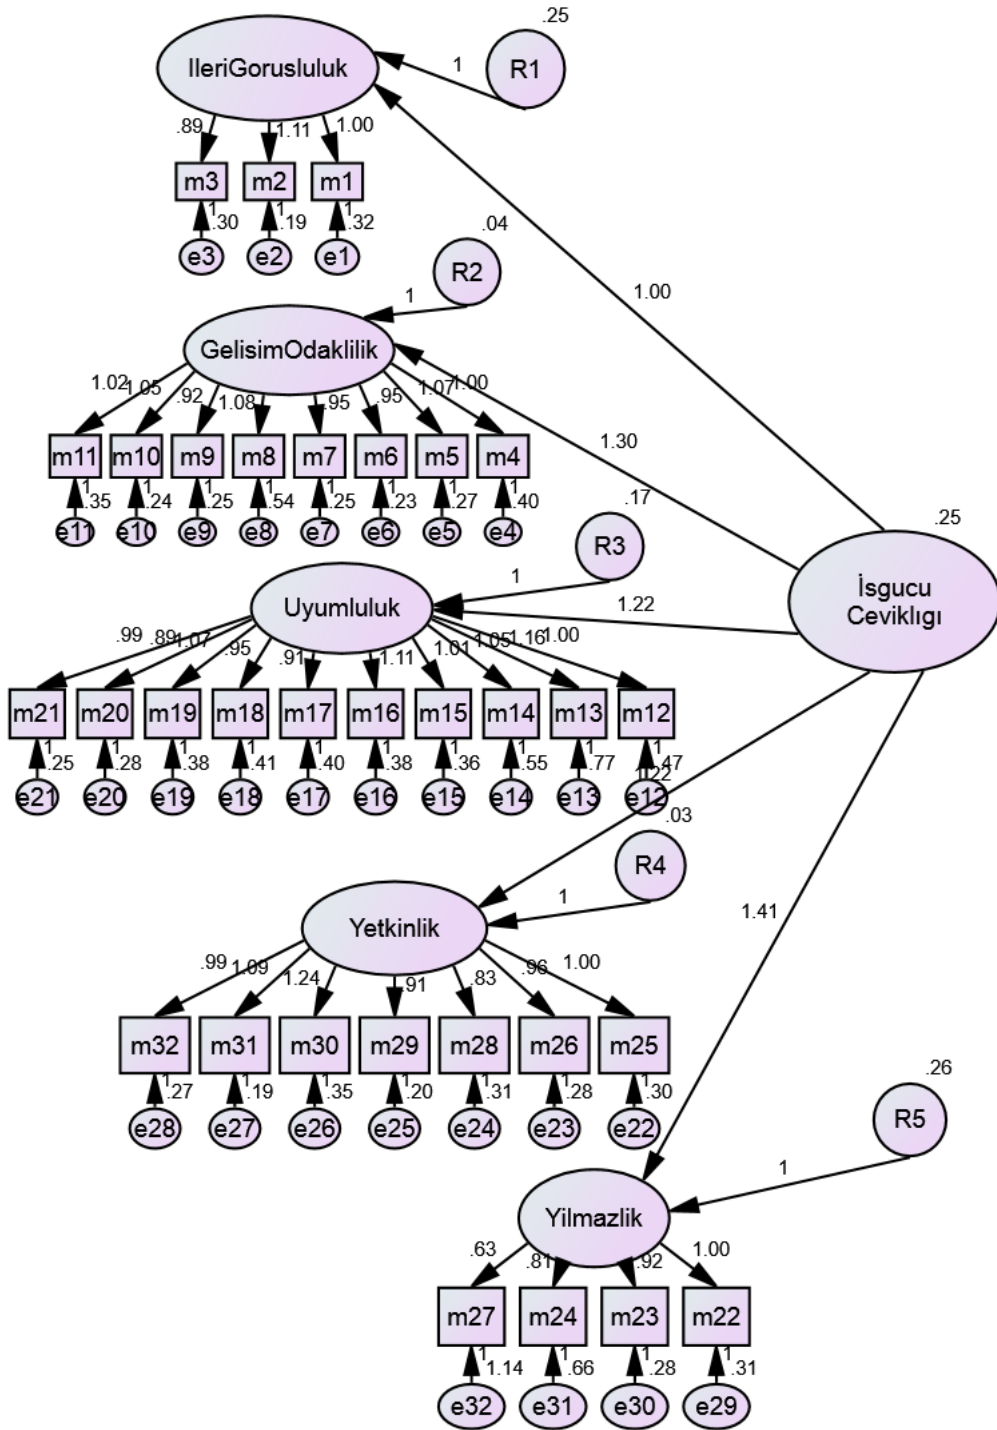 .25
IleriGorusluluk
1
R1
.89
1.11
1.00
m3
m2
m1
1
.30
1
.19
1
.32
e3
e2
e1
.04
R2
1
1.00
GelisimOdaklilik
1.02
1.05
.92
1.08
.95
.95
1.07
1.00
1.30
m11
m10
m9
m8
m7
m6
m5
m4
1
.35
1
.24
1
.25
1
.54
1
.25
1
.23
1
.27
1
.40
e11
e10
e9
e8
e7
e6
e5
e4
.17
R3
.25
İsgucu
Ceviklıgı
1
1.22
Uyumluluk
.99
.89
1.07
.95
.91
1.11
1.01
1.05
1.16
1.00
m21
m20
m19
m18
m17
m16
m15
m14
m13
m12
1
.25
1
.28
1
.38
1
.41
1
.40
1
.38
1
.36
1
.55
1
.77
1
.47
1.22
e21
e20
e19
e18
e17
e16
e15
e14
e13
e12
.03
R4
1
1.41
Yetkinlik
.99
1.09
1.24
.91
.83
.96
1.00
m32
m31
m30
m29
m28
m26
m25
1
.27
1
.19
1
.35
1
.20
1
.31
1
.28
1
.30
e28
e27
e26
e25
e24
e23
e22
.26
R5
1
Yilmazlik
.63
.81
.92
1.00
m27
m24
m23
m22
1
1.14
1
.66
1
.28
1
.31
e32
e31
e30
e29